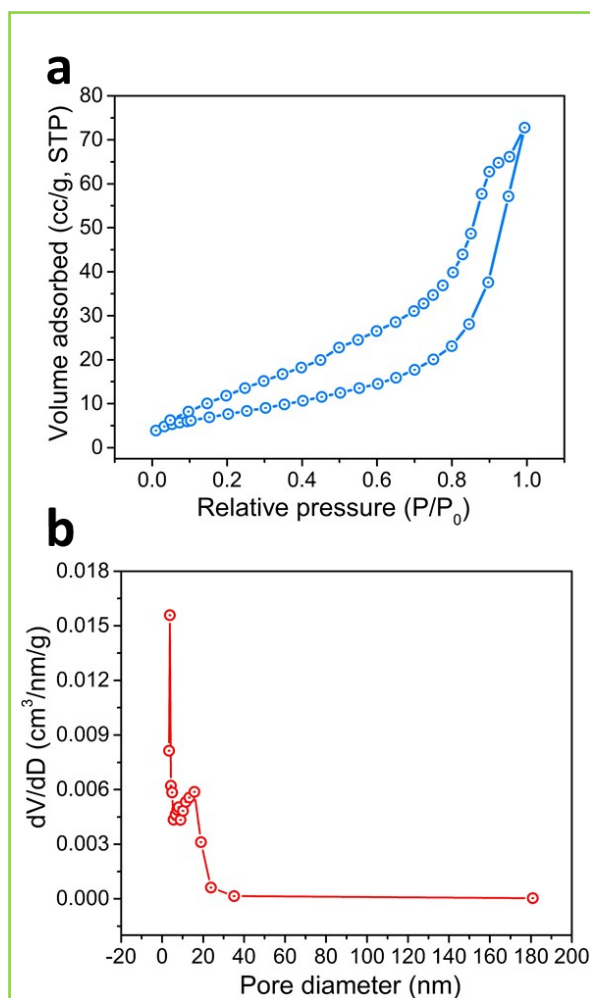 a
Volume adsorbed (cc/g, STP)
80
70
60
50
40
30
20
10
0
0.0 0.2 0.4 0.6 0.8 1.0
Relative pressure (P/P₀)
b
dV/dD (cm³/nm/g)
0.018
0.015
0.009
0.006
0.003
0.000
-20 0 20 40 60 80 100 120 140 160 180 200
Pore diameter (nm)